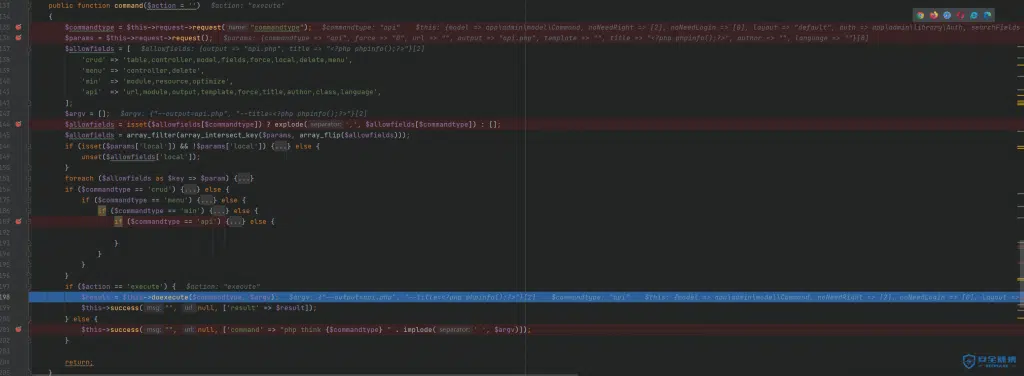 public function command($action = '') $action: "execute"
{
$commandtype = $this->request->request( name: "commandtype"); $commandtype: "api" this: {model => app\admin\model\Command, noNeedRight => [2], noNeedLogin => [0], layout => "default", auth => app\admin\library\Auth, searchFields
$params = $this->request->request(); $params: {commandtype => "api", force => "0", url => "", output => "api.php", template => "", title => "<?php phpinfo();?>", author => "", language => ""}[8]
$allowfields = [ $allowfields: {output => "api.php", title => "<?php phpinfo();?>"}[2]
'crud' => 'table,controller,model,fields,force,local,delete,menu',
'menu' => 'controller,delete',
'min' => 'module,resource,optimize',
'api' => 'url,module,output,template,force,title,author,class,language',
];
$argv = []; $argv: {"--output=api.php", "--title=<?php phpinfo();?>"}[2]
$allowfields = isset($allowfields[$commandtype]) ? explode( separator: ',', $allowfields[$commandtype]) : [];
$allowfields = array_filter(array_intersect_key($params, array_flip($allowfields)));
if (isset($params['local']) && !$params['local']) {...} else {
unset($allowfields['local']);
}
foreach ($allowfields as $key => $param) {...}
if ($commandtype == 'crud') {...} else {
if ($commandtype == 'menu') {...} else {
if ($commandtype == 'min') {...} else {
if ($commandtype == 'api') {...} else {
}
}
}
}
if ($action == 'execute') { $action: "execute"
$result = $this->doexecute($commandtype, $argv); $argv: {"--output=api.php", "--title=<?php phpinfo();?>"}[2] $commandtype: "api" this: {model => app\admin\model\Command, noNeedRight => [2], noNeedLogin => [0], layout =>
$this->success( msg: "", url: null, ['result' => $result]);
} else {
$this->success( msg: "", url: null, ['command' => "php think {$commandtype} " . implode( separator: ' ', $argv)]);
}
return;
}